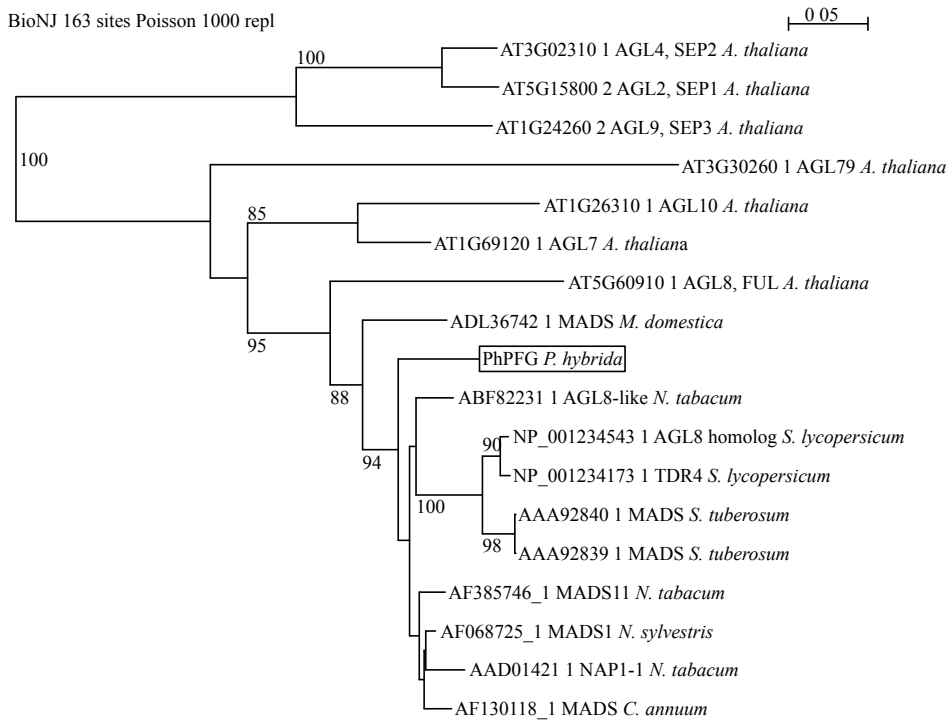 BioNJ 163 sites Poisson 1000 repl
0 05
AT3G02310 1 AGL4, SEP2 A. thaliana
100
AT5G15800 2 AGL2, SEP1 A. thaliana
AT1G24260 2 AGL9, SEP3 A. thaliana
100
AT3G30260 1 AGL79 A. thaliana
AT1G26310 1 AGL10 A. thaliana
85
AT1G69120 1 AGL7 A. thaliana
AT5G60910 1 AGL8, FUL A. thaliana
ADL36742 1 MADS M. domestica
95
PhPFG P. hybrida
88
ABF82231 1 AGL8-like N. tabacum
NP_001234543 1 AGL8 homolog S. lycopersicum
90
94
NP_001234173 1 TDR4 S. lycopersicum
100
AAA92840 1 MADS S. tuberosum
98
AAA92839 1 MADS S. tuberosum
AF385746_1 MADS11 N. tabacum
AF068725_1 MADS1 N. sylvestris
AAD01421 1 NAP1-1 N. tabacum
AF130118_1 MADS C. annuum